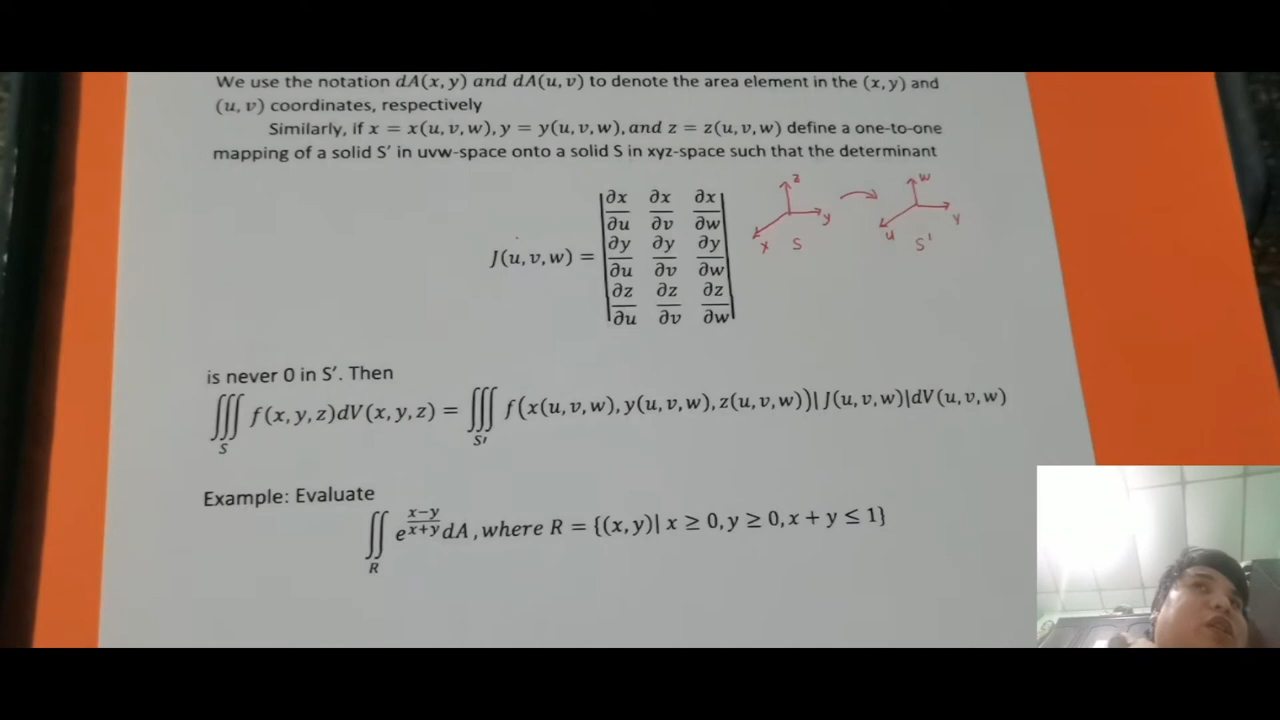 We use the notation dA(x, y) and dA(u, v) to denote the area element in the (x, y) and
(u, v) coordinates, respectively
Similarly, if x = x(u, v, w), y = y(u, v, w), and z = z(u, v, w) define a one-to-one
mapping of a solid S′ in uvw-space onto a solid S in xyz-space such that the determinant
J(u, v, w) = |∂x/∂u ∂x/∂v ∂x/∂w|
|∂y/∂u ∂y/∂v ∂y/∂w|
|∂z/∂u ∂z/∂v ∂z/∂w|
z y x S
w v u S'
is never 0 in S′. Then
∭_S f(x, y, z)dV(x, y, z) = ∭_S′ f(x(u, v, w), y(u, v, w), z(u, v, w))| J(u, v, w)|dV(u, v, w)
Example: Evaluate
∬_R e^((x−y)/(x+y)) dA , where R = {(x, y)| x ≥ 0, y ≥ 0, x + y ≤ 1}